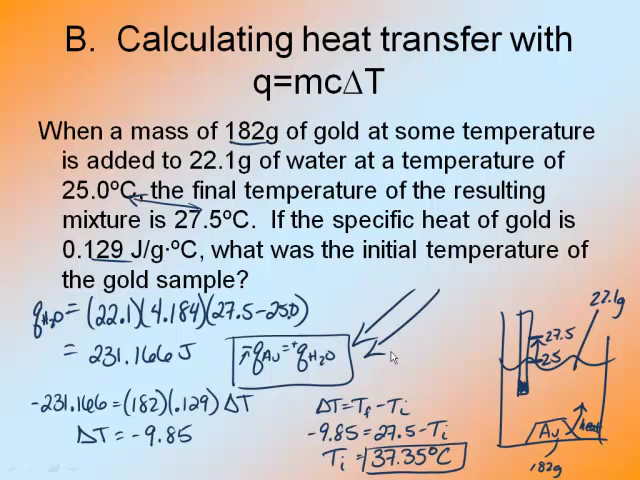 B. Calculating heat transfer with
q=mc∆T
When a mass of 182g of gold at some temperature
is added to 22.1g of water at a temperature of
25.0ºC, the final temperature of the resulting
mixture is 27.5ºC. If the specific heat of gold is
0.129 J/g·ºC, what was the initial temperature of
the gold sample?
qH₂O = (22.1)(4.184)(27.5-25.0)
= 231.166 J
-qAu = +qH₂O
-231.166 = (182)(.129) ΔT
ΔT = -9.85
ΔT = Tf - Ti
-9.85 = 27.5 - Ti
Ti = 37.35°C
22.1g
27.5
25
Au
heat
182g